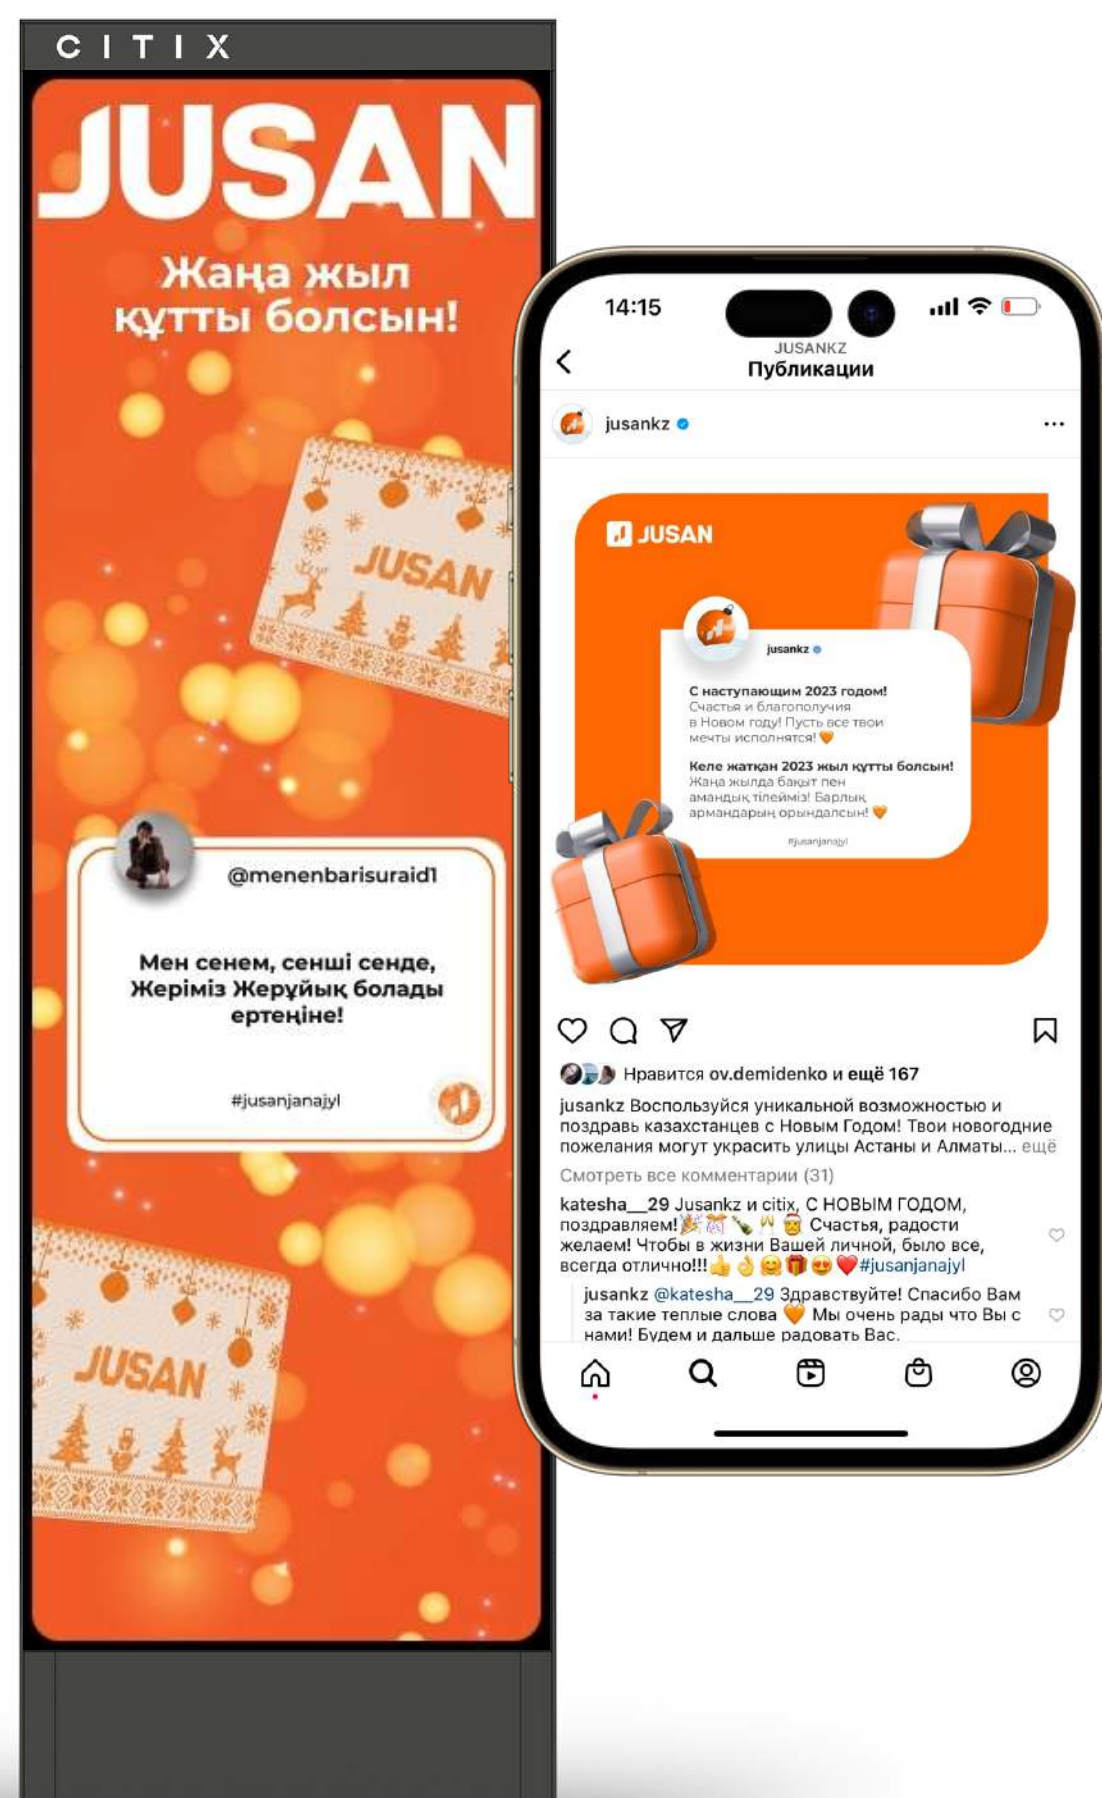 CITIX
JUSAN
Жаңа жыл
құтты болсын!
JUSAN
@menenbarisuraid1
Мен сенем, сенші сенде,
Жеріміз Жерұйық болады
ертеңіне!
#jusanjanajyl
JUSAN
14:15
JUSANKZ
Публикации
jusankz
JUSAN
jusankz
С наступающим 2023 годом!
Счастья и благополучия
в Новом году! Пусть все твои
мечты исполнятся! 🧡
Келе жатқан 2023 жыл құтты болсын!
Жаңа жылда бақыт пен
амандық тілейміз! Барлық
армандарың орындалсын! 🧡
#jusanjanajyl
Нравится ov.demidenko и ещё 167
jusankz Воспользуйся уникальной возможностью и
поздравь казахстанцев с Новым Годом! Твои новогодние
пожелания могут украсить улицы Астаны и Алматы... ещё
Смотреть все комментарии (31)
katesha__29 Jusankz и citix, С НОВЫМ ГОДОМ,
поздравляем!🎉🎊🍾🥂🎅 Счастья, радости
желаем! Чтобы в жизни Вашей личной, было все,
всегда отлично!!!👍👌🤗🎁😍❤️#jusanjanajyl
jusankz @katesha__29 Здравствуйте! Спасибо Вам
за такие теплые слова 🧡 Мы очень рады что Вы с
нами! Будем и дальше радовать Вас.